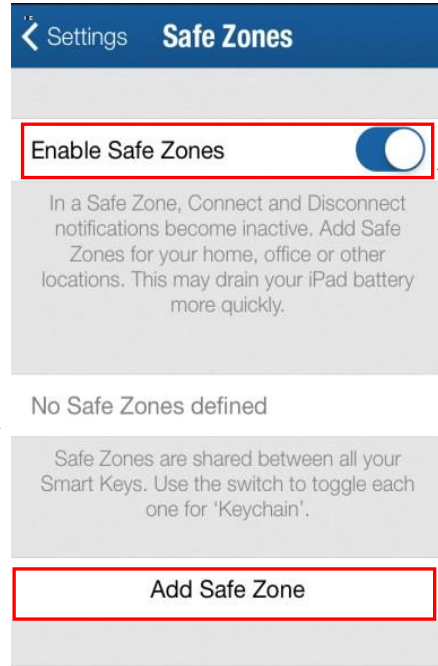 Settings Safe Zones
Enable Safe Zones
In a Safe Zone, Connect and Disconnect
notifications become inactive. Add Safe
Zones for your home, office or other
locations. This may drain your iPad battery
more quickly.
No Safe Zones defined
Safe Zones are shared between all your
Smart Keys. Use the switch to toggle each
one for ‘Keychain’.
Add Safe Zone